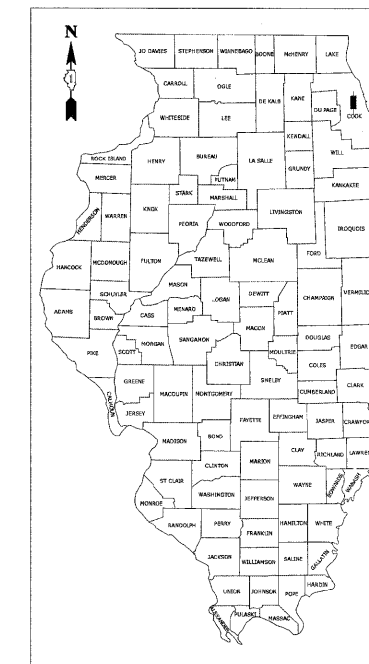 N
JO DAVIES STEPHENSON WINNEBAGO BOONE McHENRY LAKE
CARROLL OGLE DE KALB KANE DU PAGE COOK
WHITESIDE LEE
KENDALL WILL
ROCK ISLAND HENRY BUREAU LA SALLE GRUNDY
MERCER PUTNAM KANKAKEE
STARK MARSHALL
HENDERSON WARREN KNOX LIVINGSTON
PEORIA WOODFORD IROQUOIS
HANCOCK MCDONOUGH FULTON TAZEWELL MCLEAN FORD
MASON
SCHUYLER LOGAN DEWITT CHAMPAIGN VERMILIO
ADAMS BROWN CASS MENARD PIATT
MACON
MORGAN SANGAMON DOUGLAS
PIKE SCOTT CHRISTIAN MOULTRIE EDGAR
COLES
GREENE SHELBY
CALHOUN MACOUPIN MONTGOMERY CUMBERLAND CLARK
JERSEY
FAYETTE EFFINGHAM JASPER CRAWFOR
MADISON BOND
CLAY RICHLAND LAWRE
CLINTON MARION
ST CLAIR WAYNE EDWARDS WABASH
WASHINGTON JEFFERSON
MONROE
RANDOLPH PERRY HAMILTON WHITE
FRANKLIN
JACKSON WILLIAMSON SALINE GALLATIN
UNION JOHNSON POPE HARDIN
ALEXANDER PULASKI MASSAC